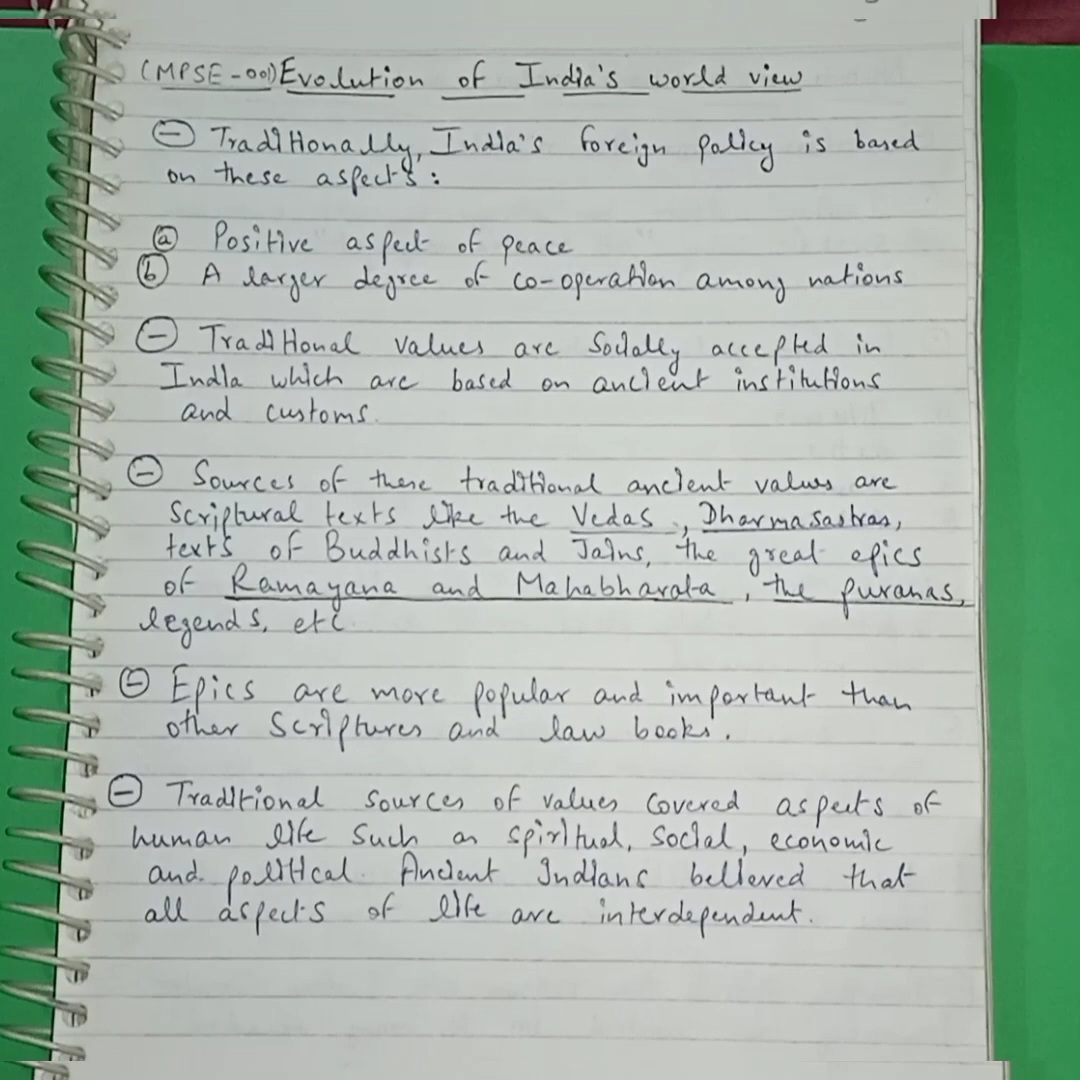 (MPSE-001) Evolution of India's world view
⊖ Traditionally, India's foreign policy is based
on these aspects:
ⓐ Positive aspect of peace
ⓑ A larger degree of co-operation among nations
⊖ Traditional values are Socially accepted in
India which are based on ancient institutions
and customs.
⊖ Sources of these traditional ancient values are
Scriptural texts like the Vedas, Dharmasastras,
texts of Buddhists and Jains, the great epics
of Ramayana and Mahabharata, the puranas,
legends, etc
⊖ Epics are more popular and important than
other Scriptures and law books.
⊖ Traditional sources of values covered aspects of
human life such as spiritual, social, economic
and political. Ancient Indians believed that
all aspects of life are interdependent.